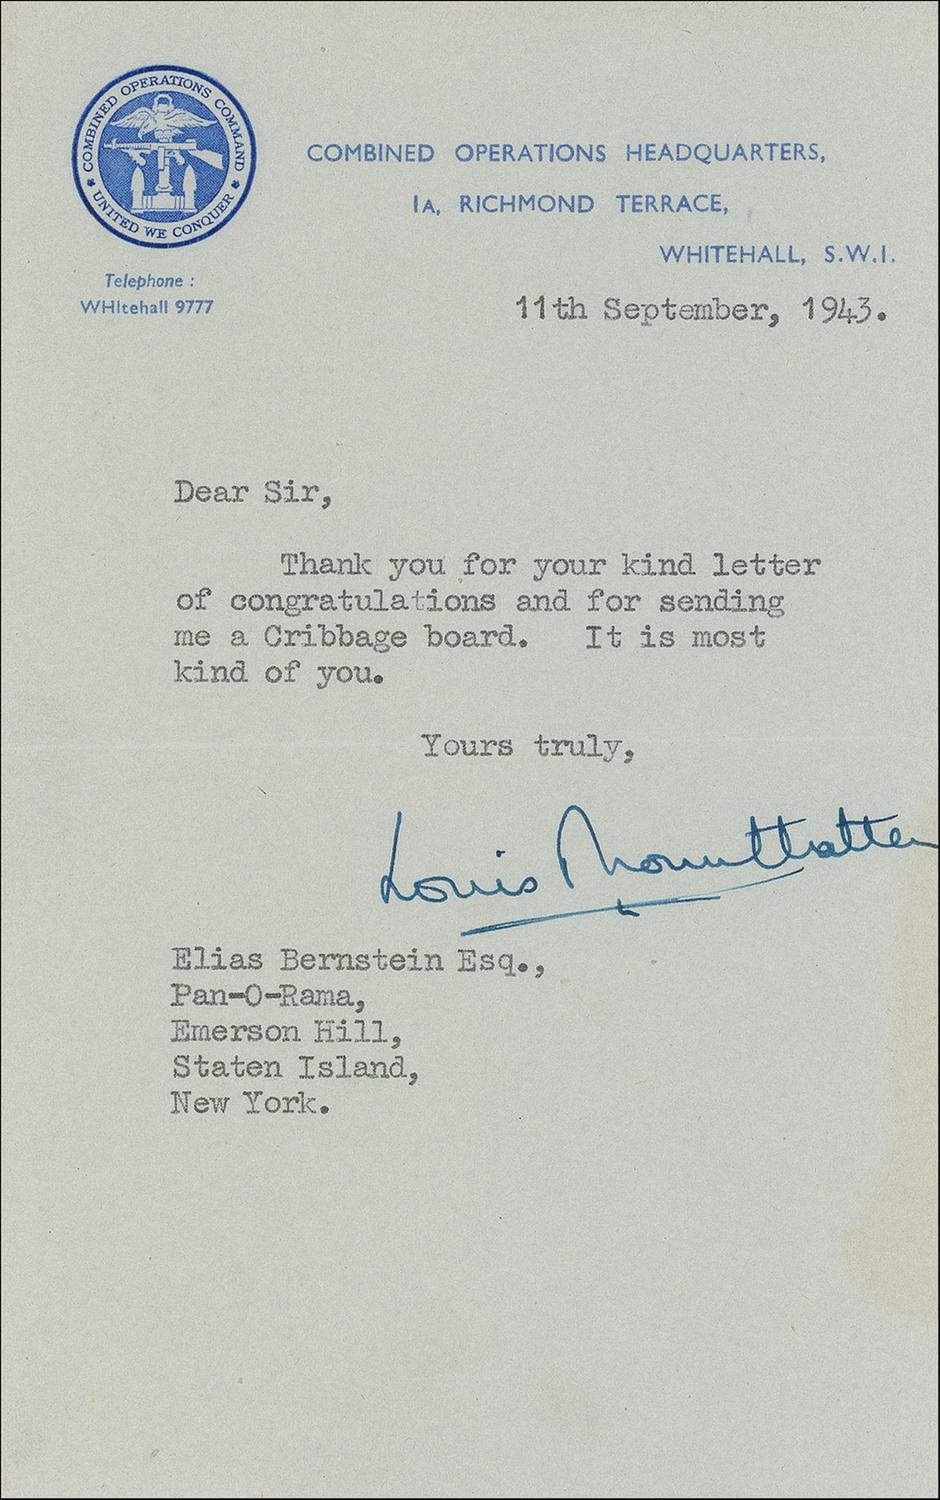 COMBINED OPERATIONS COMMAND
UNITED WE CONQUER
COMBINED OPERATIONS HEADQUARTERS,
1A, RICHMOND TERRACE,
WHITEHALL, S.W.1.
Telephone :
WHItehall 9777
11th September, 1943.
Dear Sir,
Thank you for your kind letter
of congratulations and for sending
me a Cribbage board. It is most
kind of you.
Yours truly,
Louis Mountbatten
Elias Bernstein Esq.,
Pan-O-Rama,
Emerson Hill,
Staten Island,
New York.